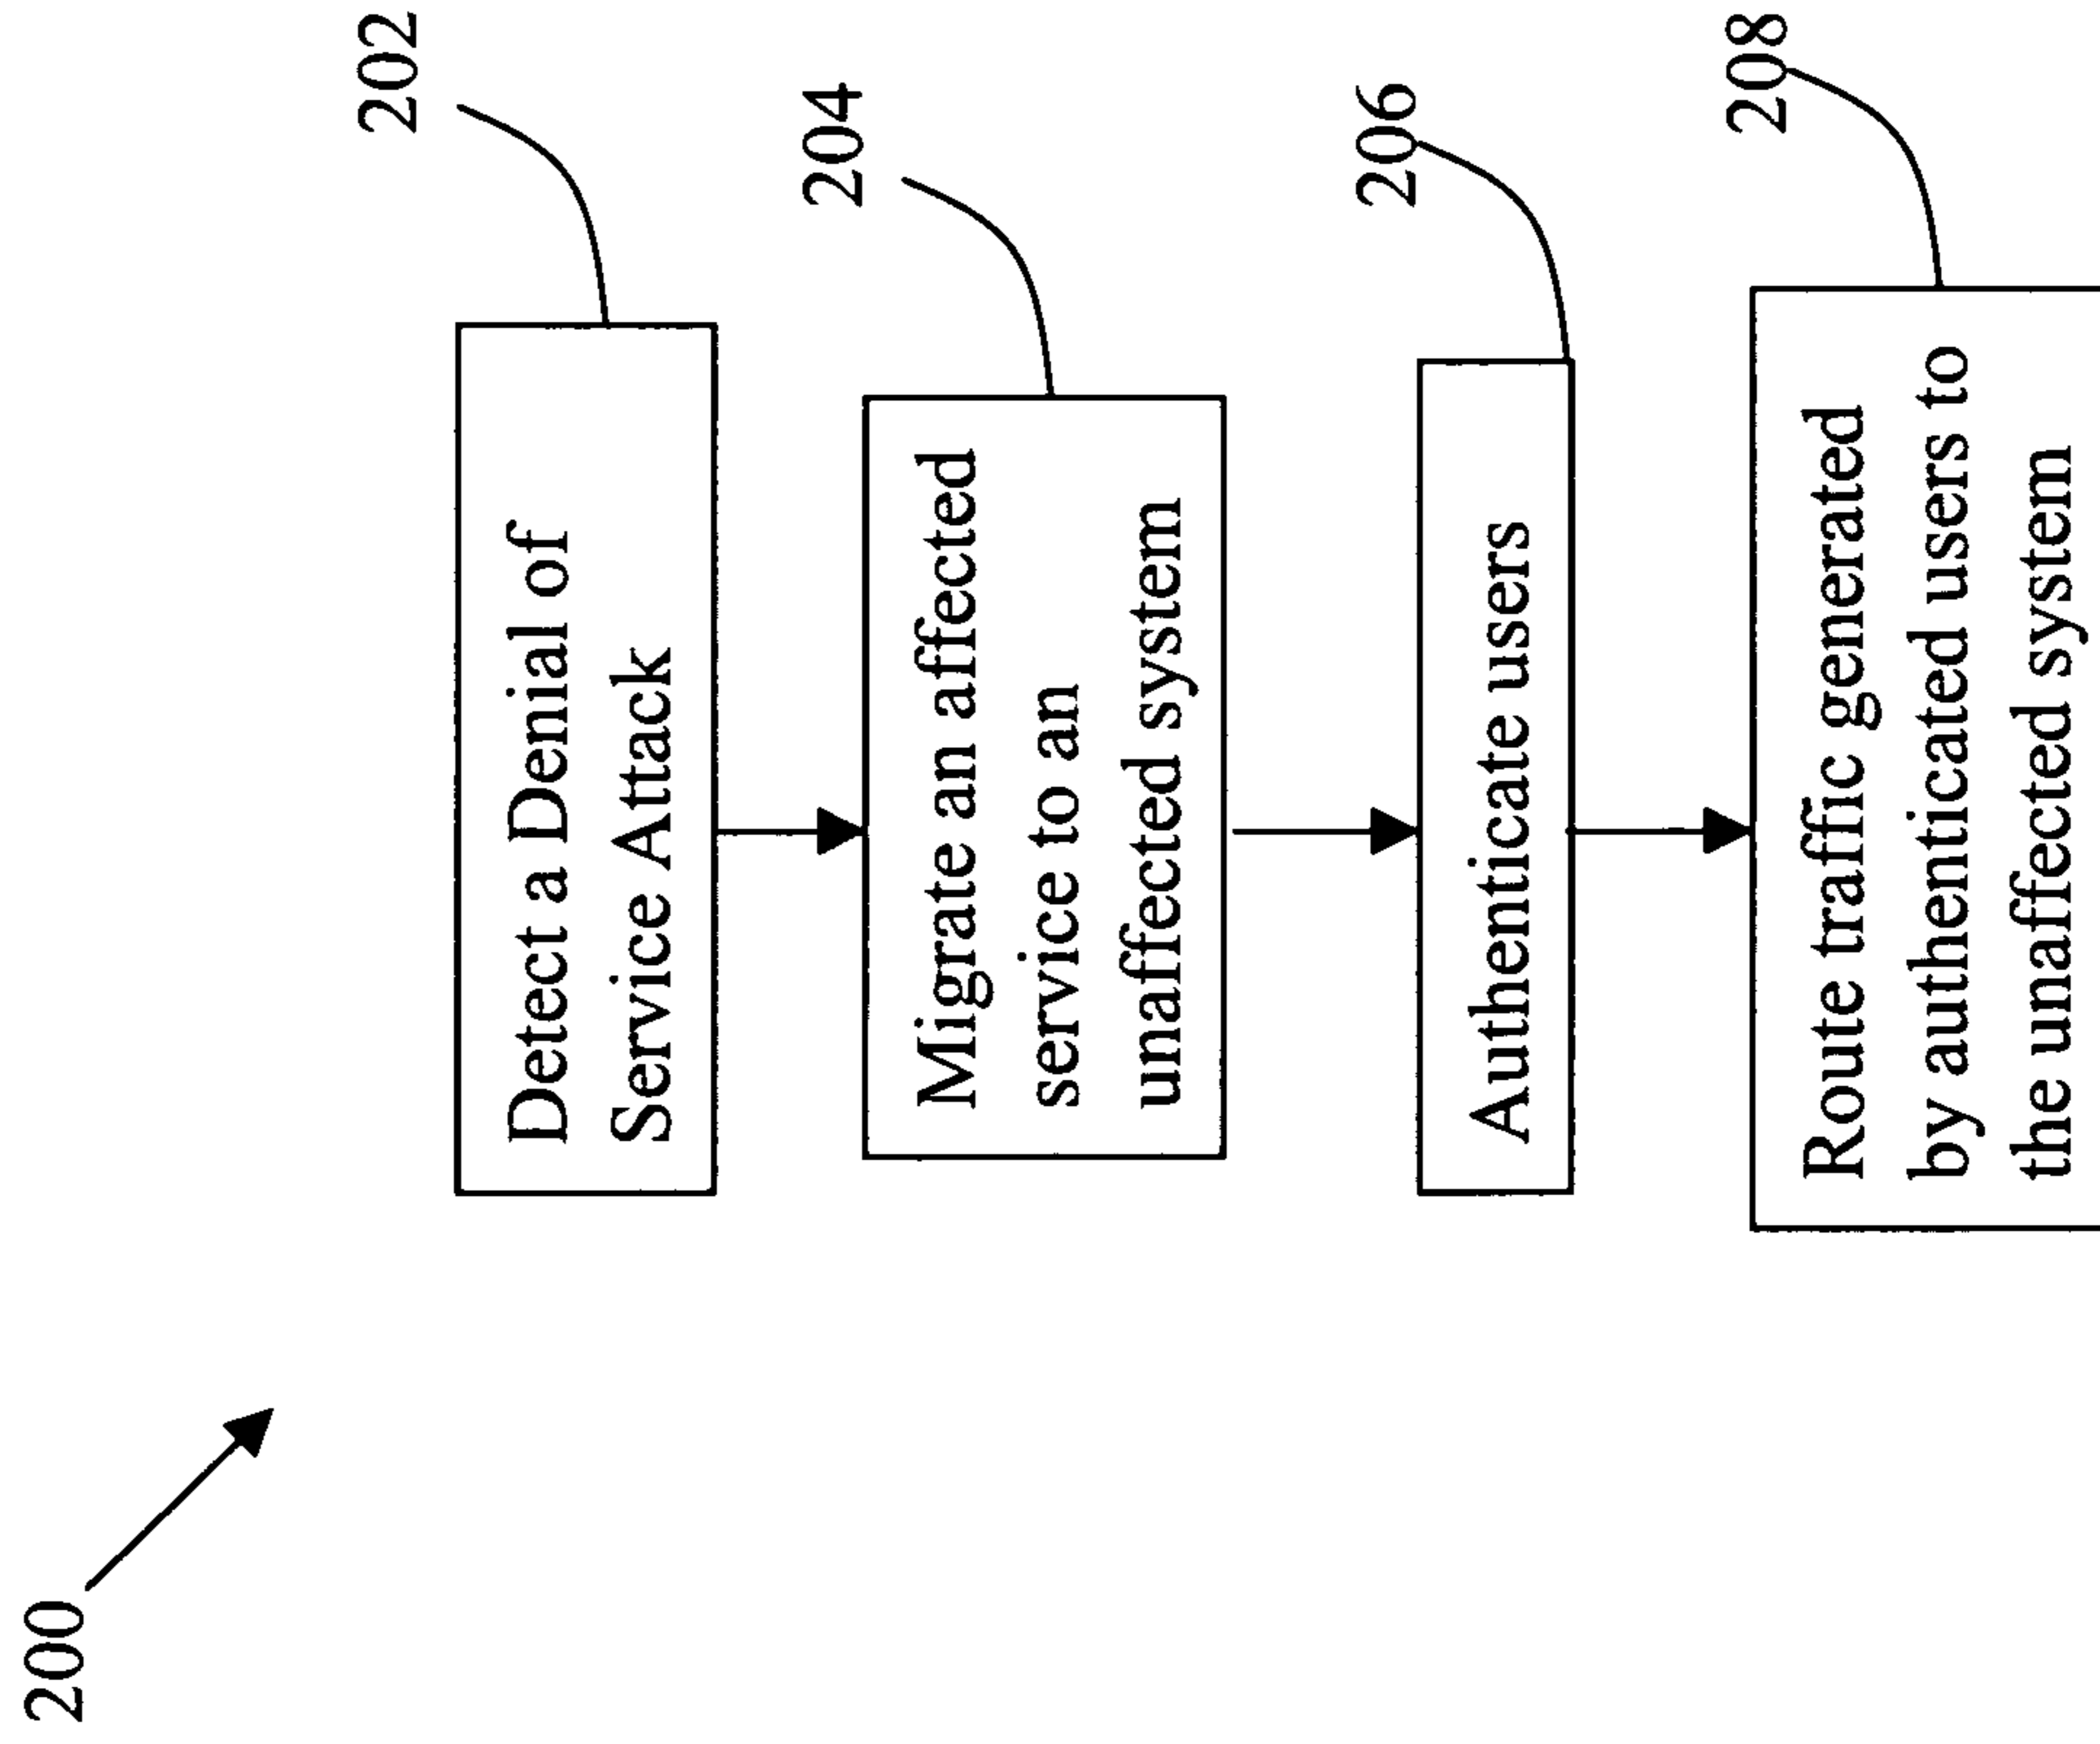 200
202
Detect a Denial of
Service Attack
204
Migrate an affected
service to an
unaffected system
206
Authenticate users
208
Route traffic generated
by authenticated users to
the unaffected system